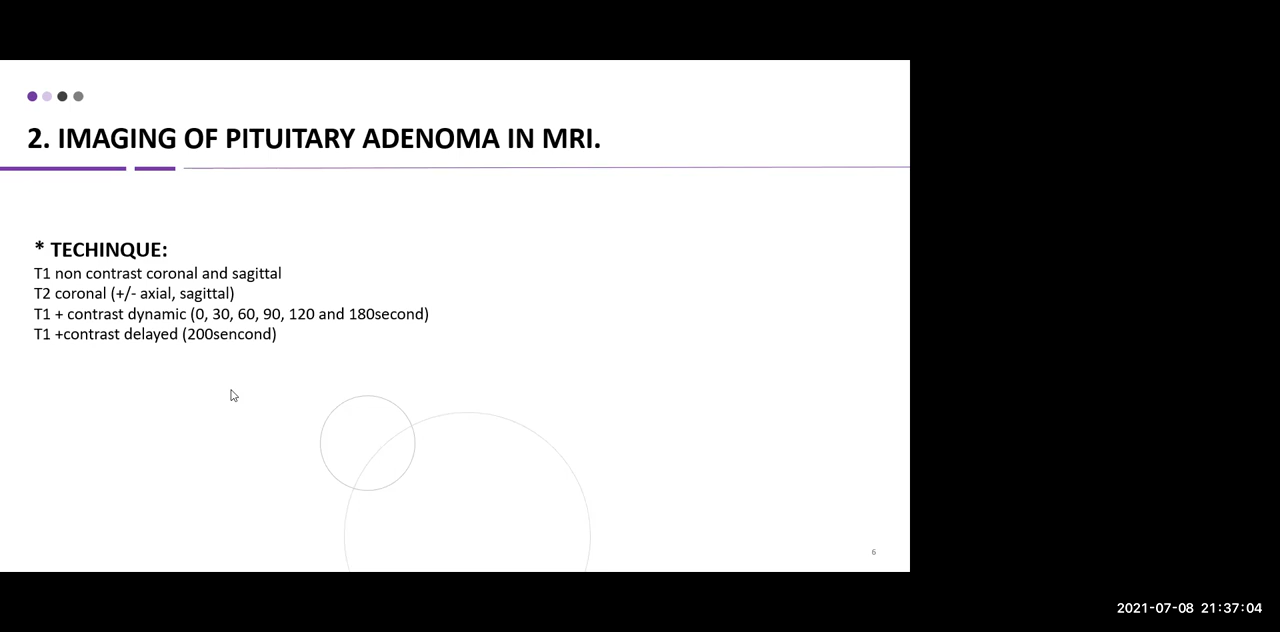 2. IMAGING OF PITUITARY ADENOMA IN MRI.
* TECHINQUE:
T1 non contrast coronal and sagittal
T2 coronal (+/- axial, sagittal)
T1 + contrast dynamic (0, 30, 60, 90, 120 and 180second)
T1 +contrast delayed (200sencond)
6
2021-07-08 21:37:04